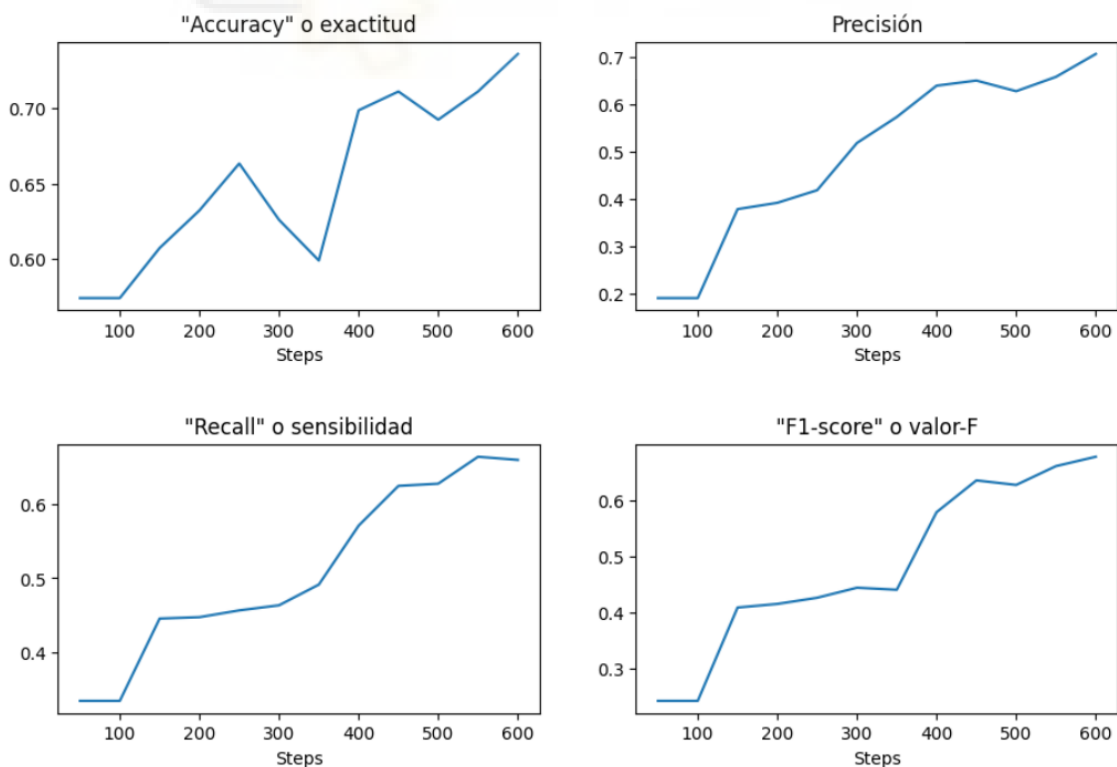 "Accuracy" o exactitud
0.70
0.65
0.60
100 200 300 400 500 600
Steps
Precisión
0.7
0.6
0.5
0.4
0.3
0.2
100 200 300 400 500 600
Steps
"Recall" o sensibilidad
0.6
0.5
0.4
100 200 300 400 500 600
Steps
"F1-score" o valor-F
0.6
0.5
0.4
0.3
100 200 300 400 500 600
Steps